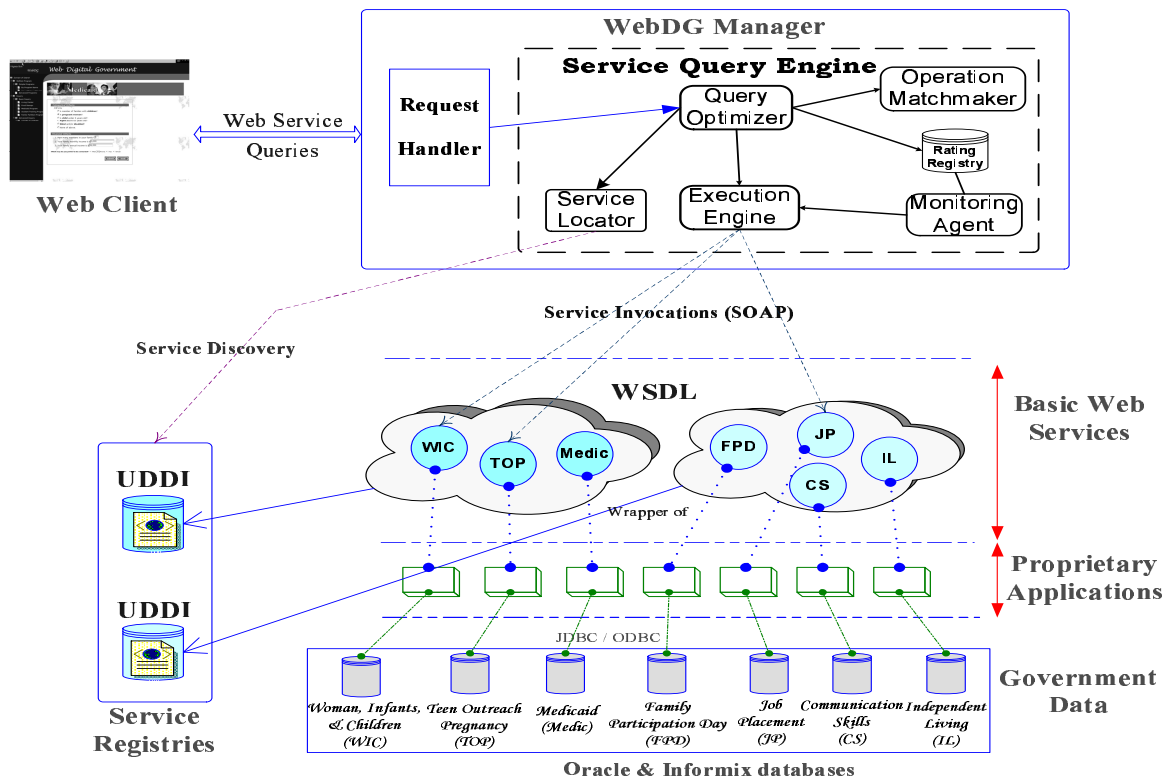 WebDG Manager
Web Digital Government
Medical
Web Client
Web Service
Queries
Request
Handler
Service Query Engine
Query
Optimizer
Operation
Matchmaker
Rating
Registry
Service
Locator
Execution
Engine
Monitoring
Agent
Service Invocations (SOAP)
Service Discovery
WSDL
WIC
TOP
Medic
FPD
JP
CS
IL
Basic Web
Services
UDDI
UDDI
Service
Registries
Wrapper of
Proprietary
Applications
JDBC / ODBC
Woman, Infants,
& Children
(WIC)
Teen Outreach
Pregnancy
(TOP)
Medicaid
(Medic)
Family
Participation Day
(FPD)
Job
Placement
(JP)
Communication
Skills
(CS)
Independent
Living
(IL)
Government
Data
Oracle & Informix databases